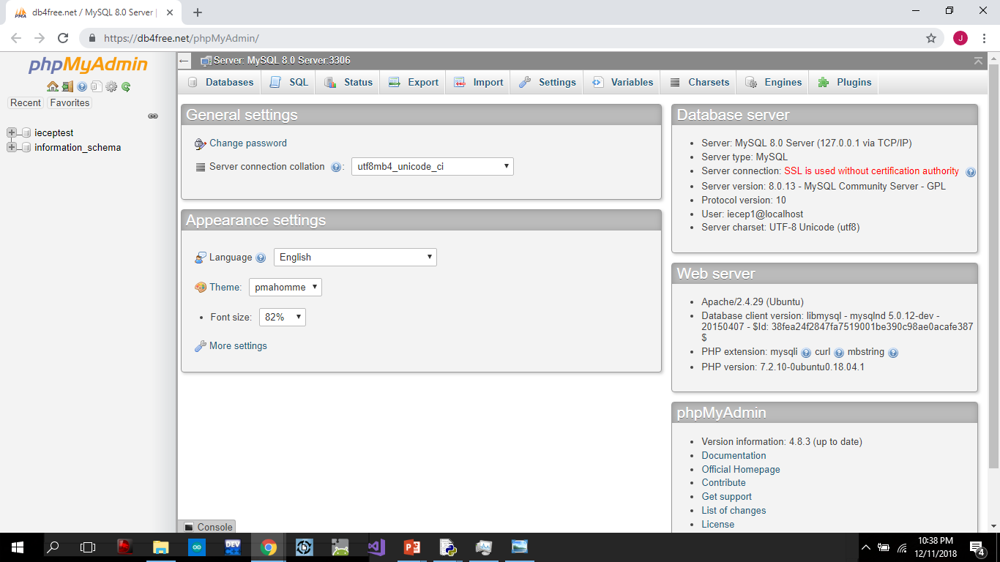 db4free.net / MySQL 8.0 Server |
https://db4free.net/phpMyAdmin/
J
phpMyAdmin
Recent Favorites
ieceptest
information_schema
Server: MySQL 8.0 Server:3306
Databases SQL Status Export Import Settings Variables Charsets Engines Plugins
General settings
Change password
Server connection collation : utf8mb4_unicode_ci
Appearance settings
Language English
Theme: pmahomme
Font size: 82%
More settings
Database server
Server: MySQL 8.0 Server (127.0.0.1 via TCP/IP)
Server type: MySQL
Server connection: SSL is used without certification authority
Server version: 8.0.13 - MySQL Community Server - GPL
Protocol version: 10
User: iecep1@localhost
Server charset: UTF-8 Unicode (utf8)
Web server
Apache/2.4.29 (Ubuntu)
Database client version: libmysql - mysqlnd 5.0.12-dev -
20150407 - $Id: 38fea24f2847fa7519001be390c98ae0acafe387
$
PHP extension: mysqli curl mbstring
PHP version: 7.2.10-0ubuntu0.18.04.1
phpMyAdmin
Version information: 4.8.3 (up to date)
Documentation
Official Homepage
Contribute
Get support
List of changes
License
Console
DEV
10:38 PM
12/11/2018
4